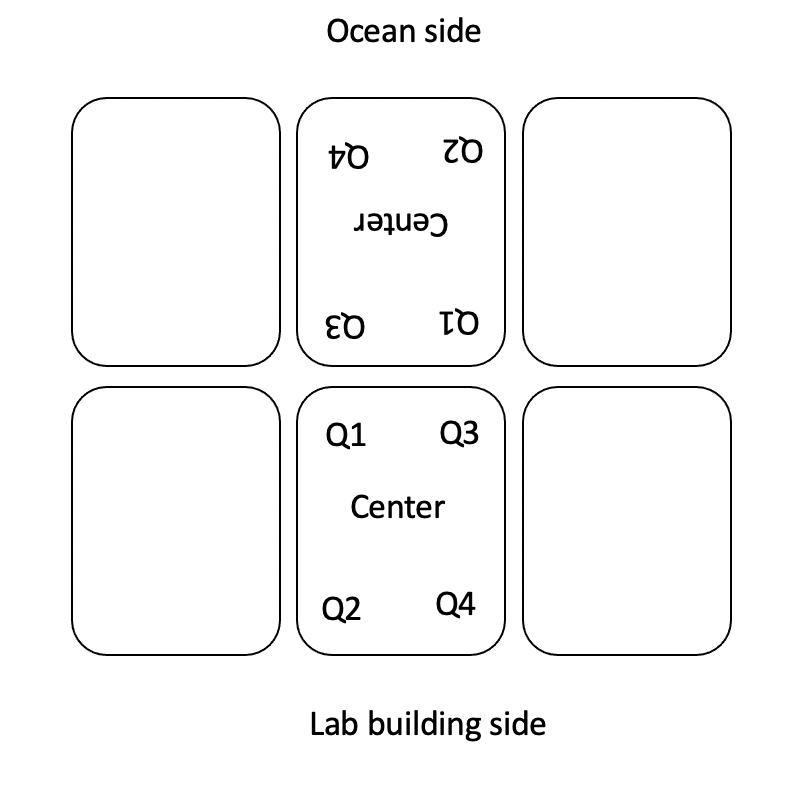 Ocean side
Q4 Q2
Center
Q3 Q1
Q1 Q3
Center
Q2 Q4
Lab building side